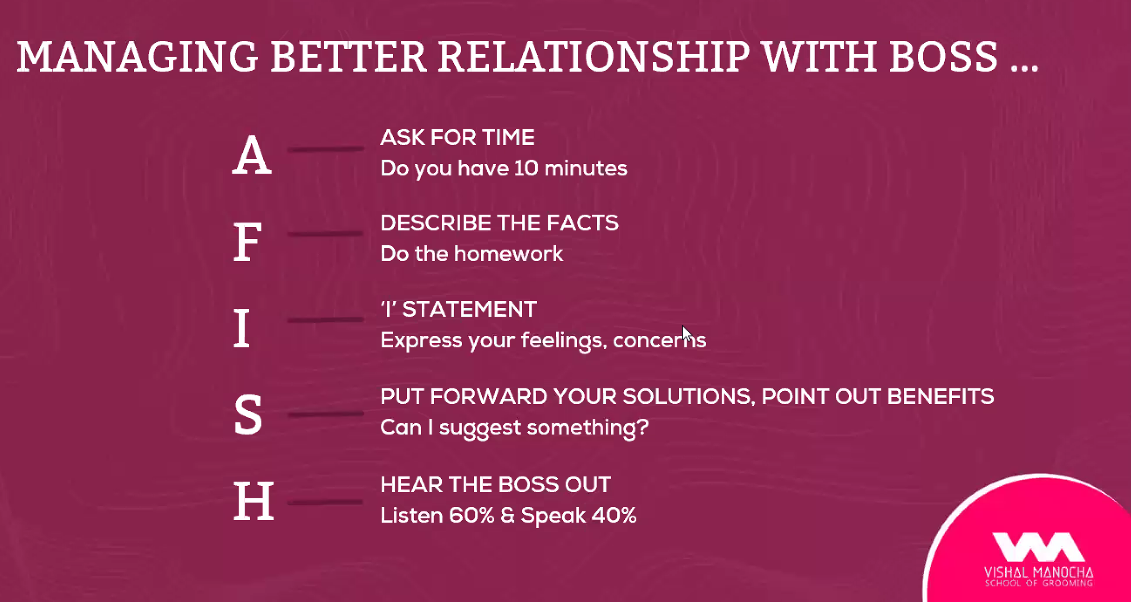 MANAGING BETTER RELATIONSHIP WITH BOSS ...
A
ASK FOR TIME
Do you have 10 minutes
F
DESCRIBE THE FACTS
Do the homework
I
'I' STATEMENT
Express your feelings, concerns
S
PUT FORWARD YOUR SOLUTIONS, POINT OUT BENEFITS
Can I suggest something?
H
HEAR THE BOSS OUT
Listen 60% & Speak 40%
VISHAL MANOCHA
SCHOOL OF GROOMING